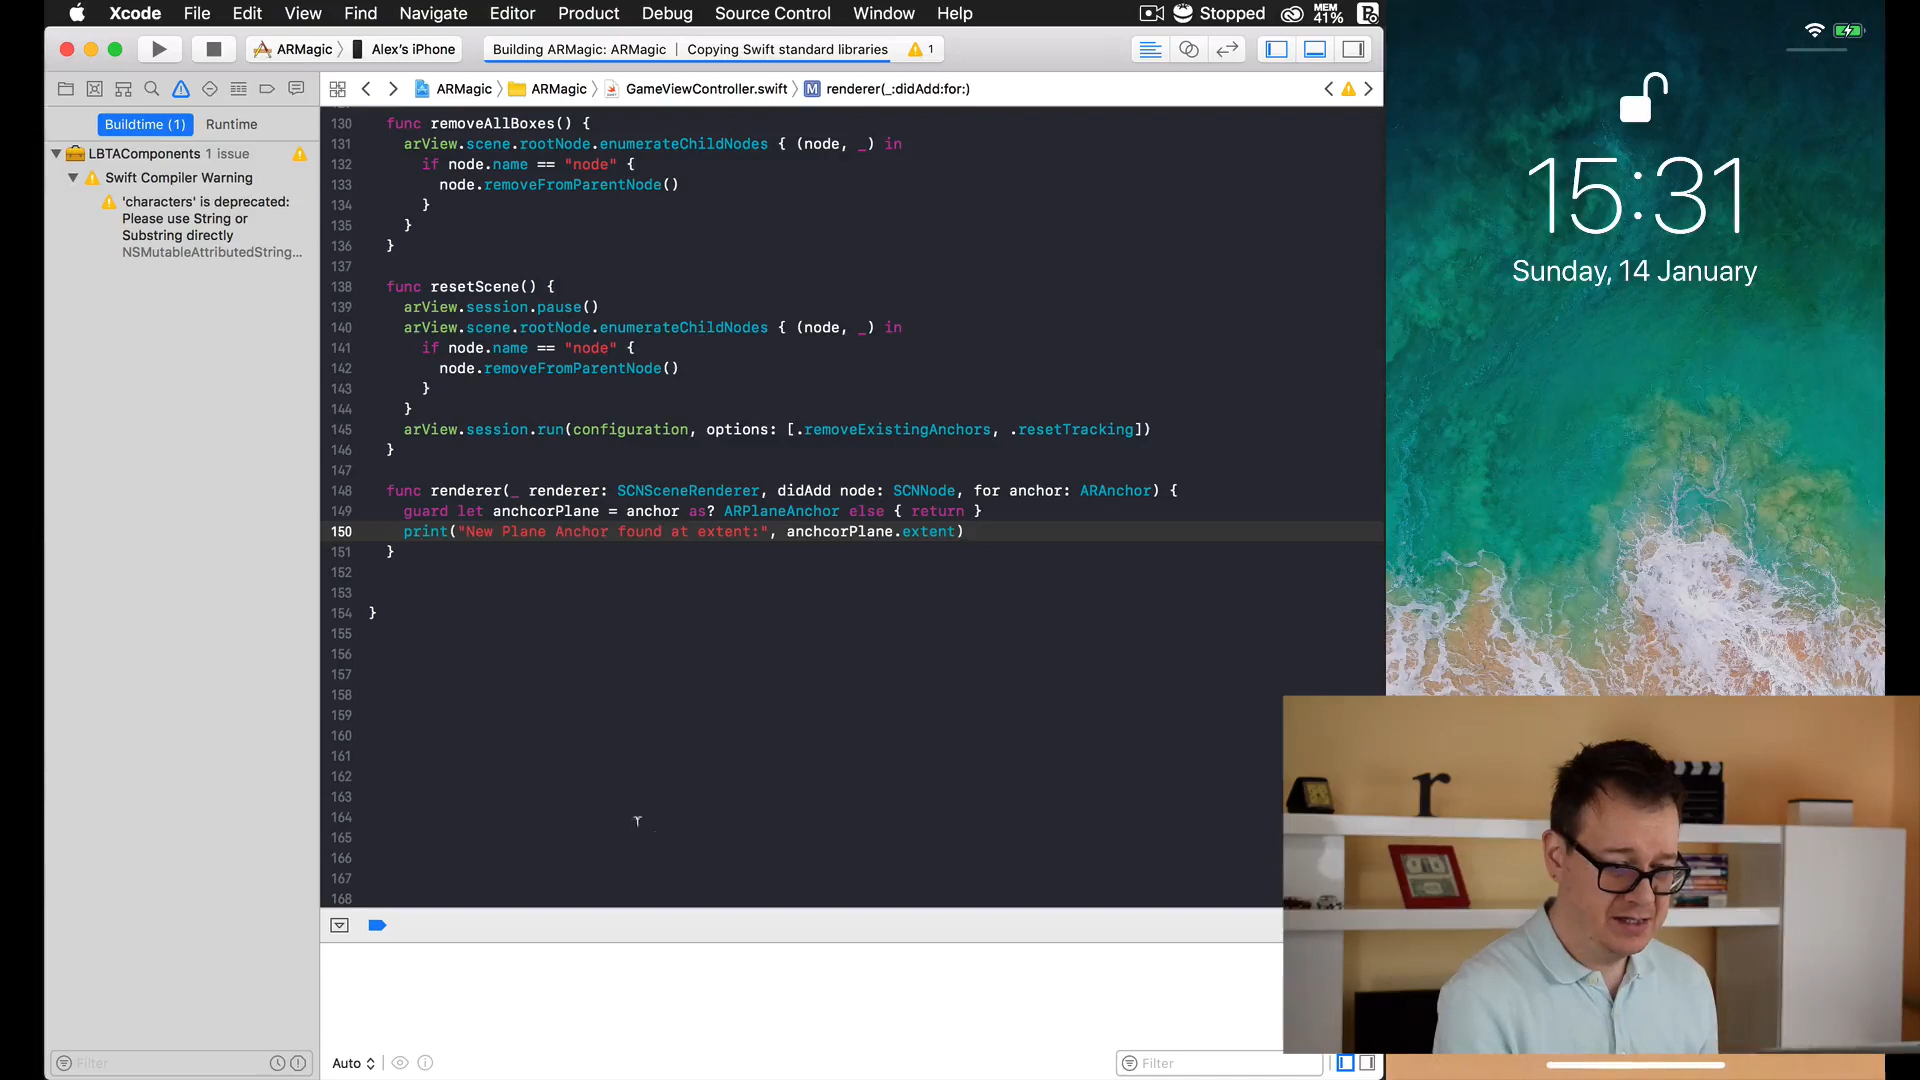 Xcode File Edit View Find Navigate Editor Product Debug Source Control Window Help Stopped MEM 41%
ARMagic Alex's iPhone Building ARMagic: ARMagic | Copying Swift standard libraries 1
ARMagic ARMagic GameViewController.swift renderer(_:didAdd:for:)
Buildtime (1) Runtime
LBTAComponents 1 issue
Swift Compiler Warning
'characters' is deprecated:
Please use String or
Substring directly
NSMutableAttributedString...
130 func removeAllBoxes() {
131 arView.scene.rootNode.enumerateChildNodes { (node, _) in
132 if node.name == "node" {
133 node.removeFromParentNode()
134 }
135 }
136 }
137
138 func resetScene() {
139 arView.session.pause()
140 arView.scene.rootNode.enumerateChildNodes { (node, _) in
141 if node.name == "node" {
142 node.removeFromParentNode()
143 }
144 }
145 arView.session.run(configuration, options: [.removeExistingAnchors, .resetTracking])
146 }
147
148 func renderer(_ renderer: SCNSceneRenderer, didAdd node: SCNNode, for anchor: ARAnchor) {
149 guard let anchcorPlane = anchor as? ARPlaneAnchor else { return }
150 print("New Plane Anchor found at extent:", anchcorPlane.extent)
151 }
152
153
154 }
155
156
157
158
159
160
161
162
163
164
165
166
167
168
Filter
Auto
Filter
15:31
Sunday, 14 January
r